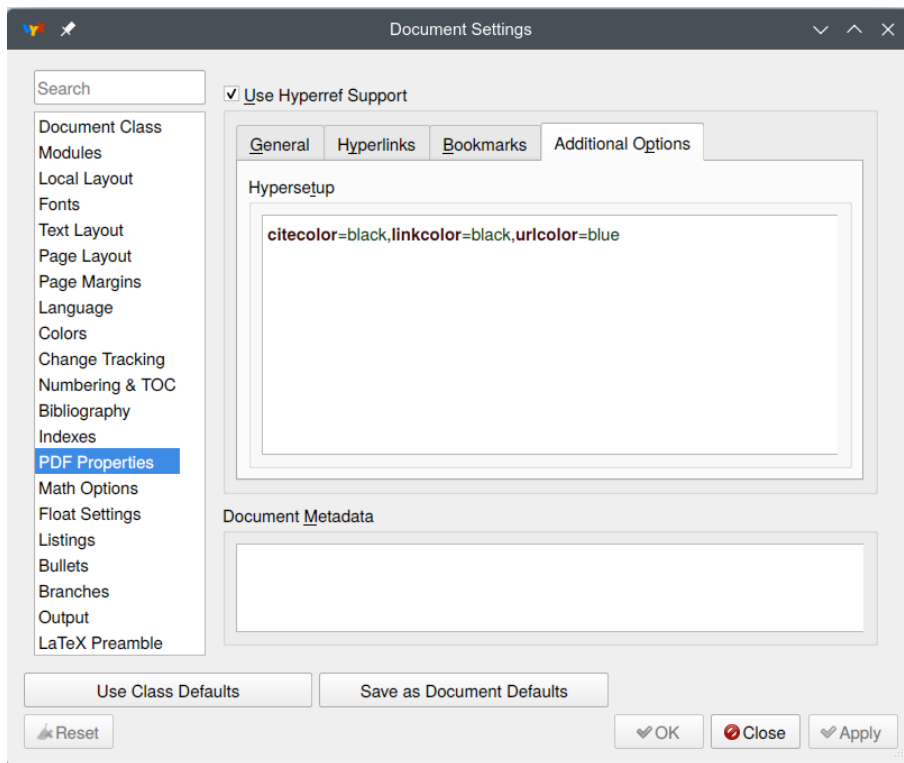 Document Settings
Search
Document Class
Modules
Local Layout
Fonts
Text Layout
Page Layout
Page Margins
Language
Colors
Change Tracking
Numbering & TOC
Bibliography
Indexes
PDF Properties
Math Options
Float Settings
Listings
Bullets
Branches
Output
LaTeX Preamble
Use Hyperref Support
General Hyperlinks Bookmarks Additional Options
Hypersetup
citecolor=black,linkcolor=black,urlcolor=blue
Document Metadata
Use Class Defaults Save as Document Defaults
Reset OK Close Apply